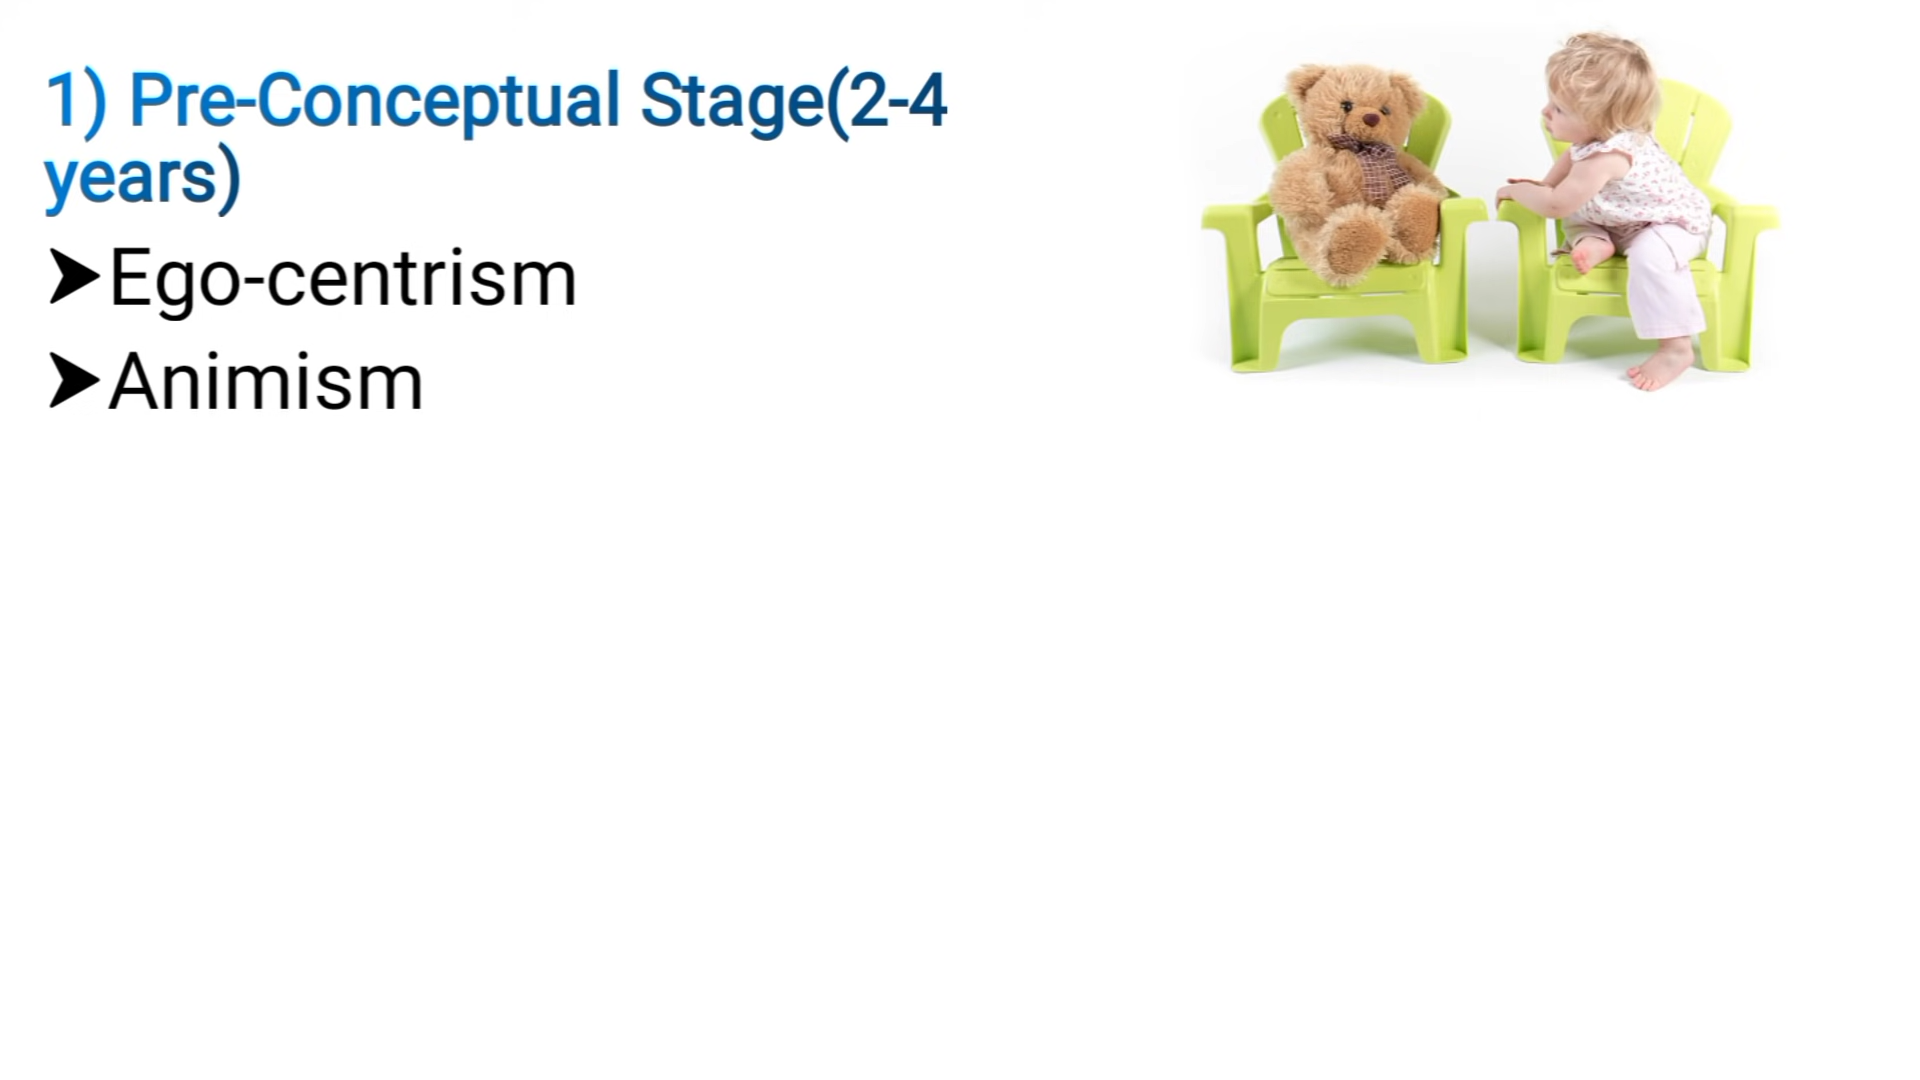 1) Pre-Conceptual Stage(2-4
years)
➤Ego-centrism
➤Animism